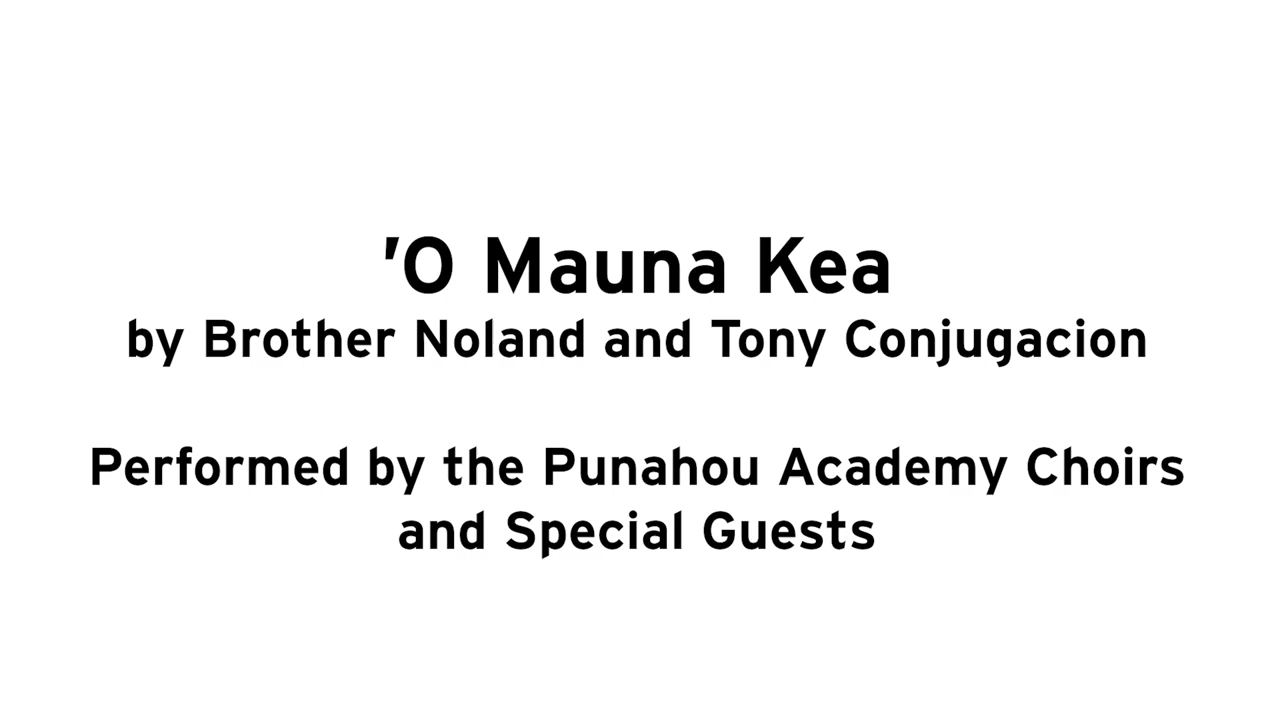 'O Mauna Kea
by Brother Noland and Tony Conjugacion
Performed by the Punahou Academy Choirs
and Special Guests